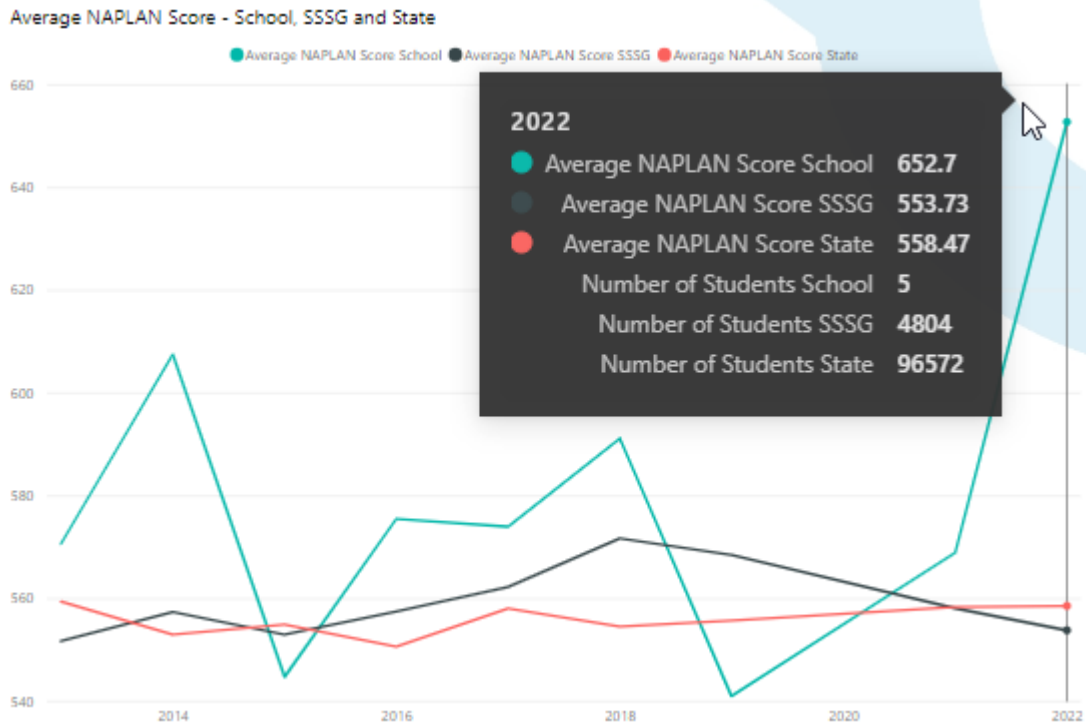 Average NAPLAN Score - School, SSSG and State
Average NAPLAN Score School Average NAPLAN Score SSSG Average NAPLAN Score State
660
2022
Average NAPLAN Score School 652.7
640
Average NAPLAN Score SSSG 553.73
Average NAPLAN Score State 558.47
620
Number of Students School 5
Number of Students SSSG 4804
Number of Students State 96572
600
580
560
540
2014 2016 2018 2020 2022